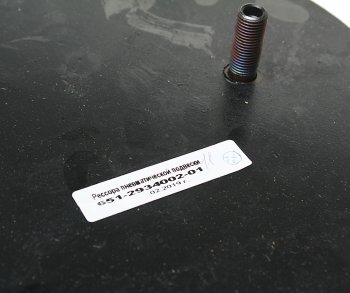 Рессора пневматической подвески
651-2934002-01
02.2019 г.